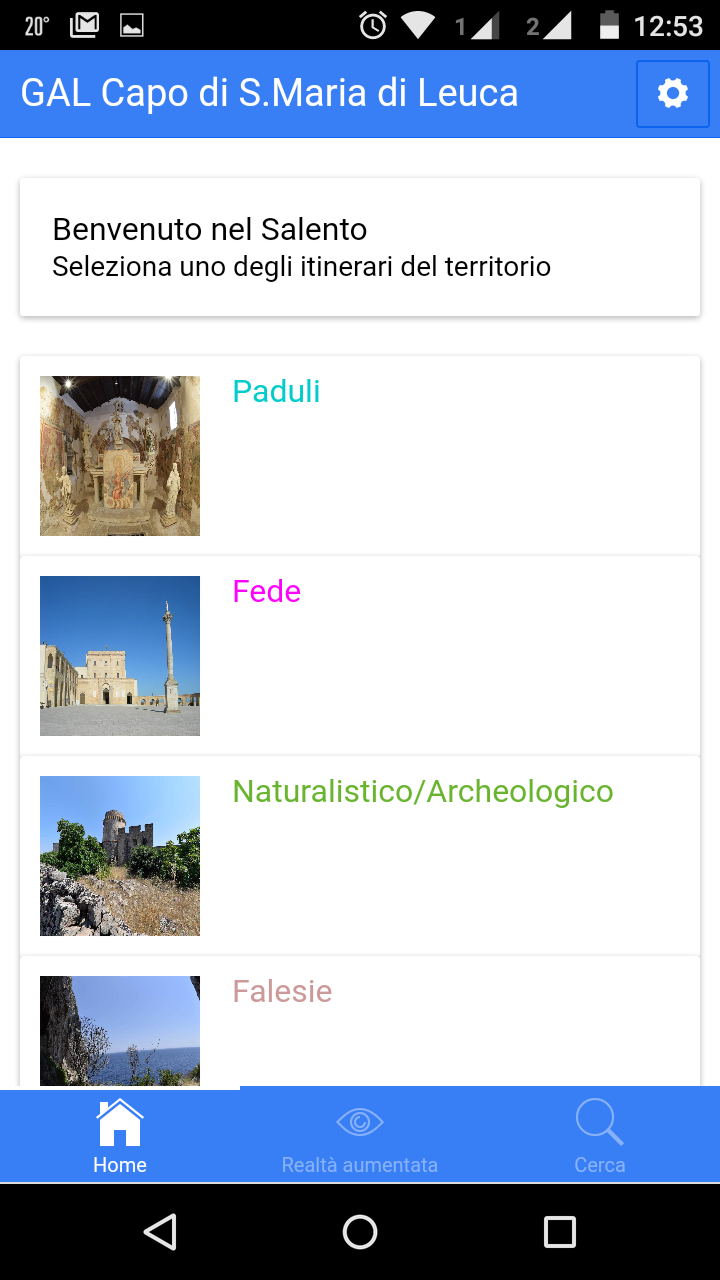 20°
1
2
12:53
GAL Capo di S.Maria di Leuca
Benvenuto nel Salento
Seleziona uno degli itinerari del territorio
Paduli
Fede
Naturalistico/Archeologico
Falesie
Home
Realtà aumentata
Cerca